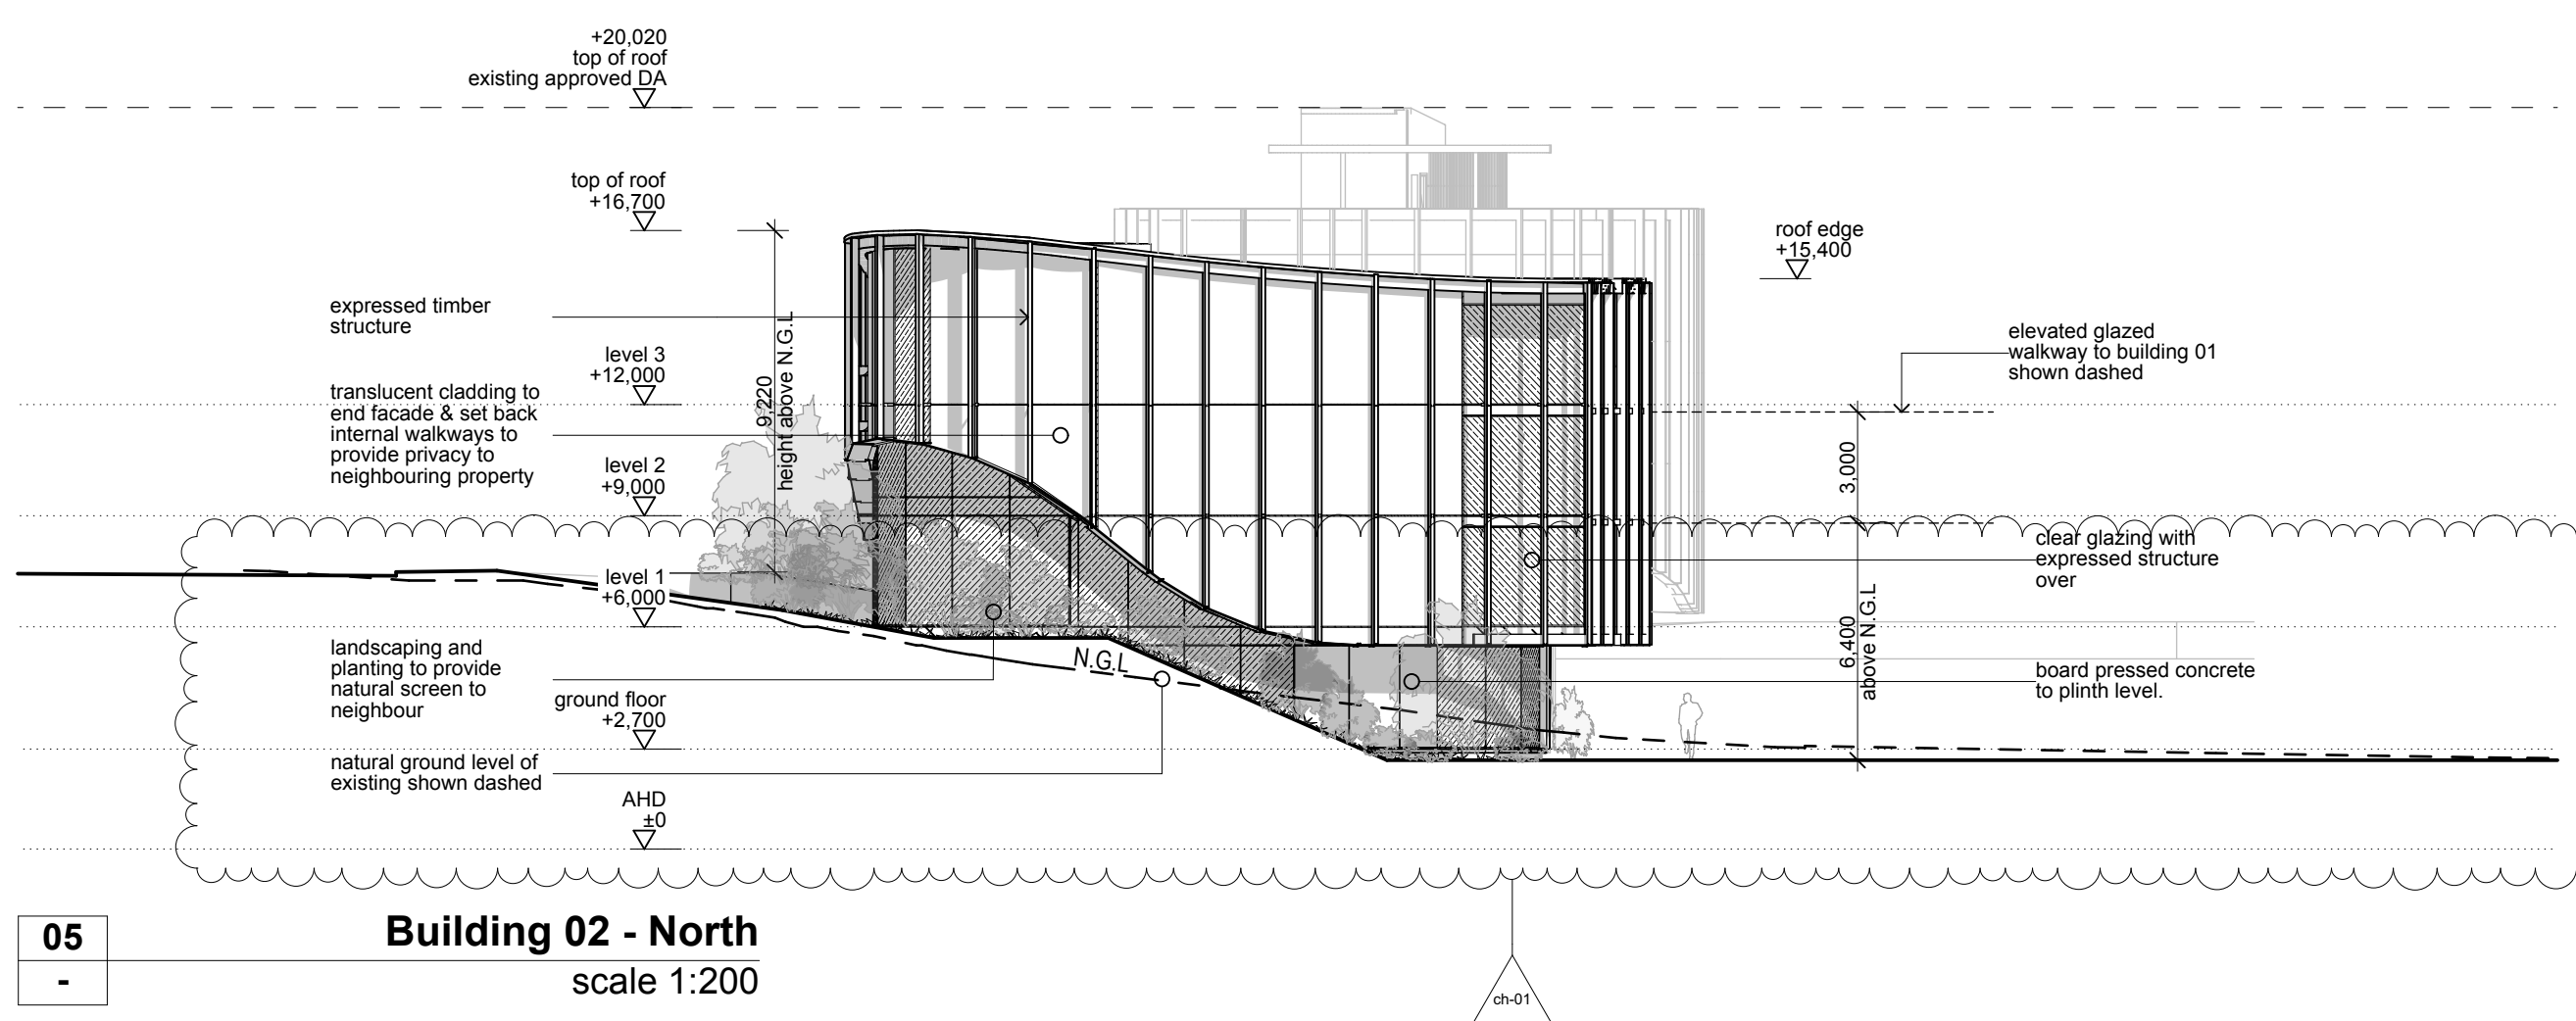 +20,020
top of roof
existing approved DA
top of roof
+16,700
roof edge
+15,400
expressed timber
structure
level 3
+12,000
translucent cladding to
end facade & set back
internal walkways to
provide privacy to
neighbouring property
level 2
+9,000
9,220
height above N.G.L
elevated glazed
walkway to building 01
shown dashed
3,000
clear glazing with
expressed structure
over
level 1
+6,000
6,400
above N.G.L
landscaping and
planting to provide
natural screen to
neighbour
N.G.L
board pressed concrete
to plinth level.
ground floor
+2,700
natural ground level of
existing shown dashed
AHD
±0
05
-
Building 02 - North
scale 1:200
ch-01